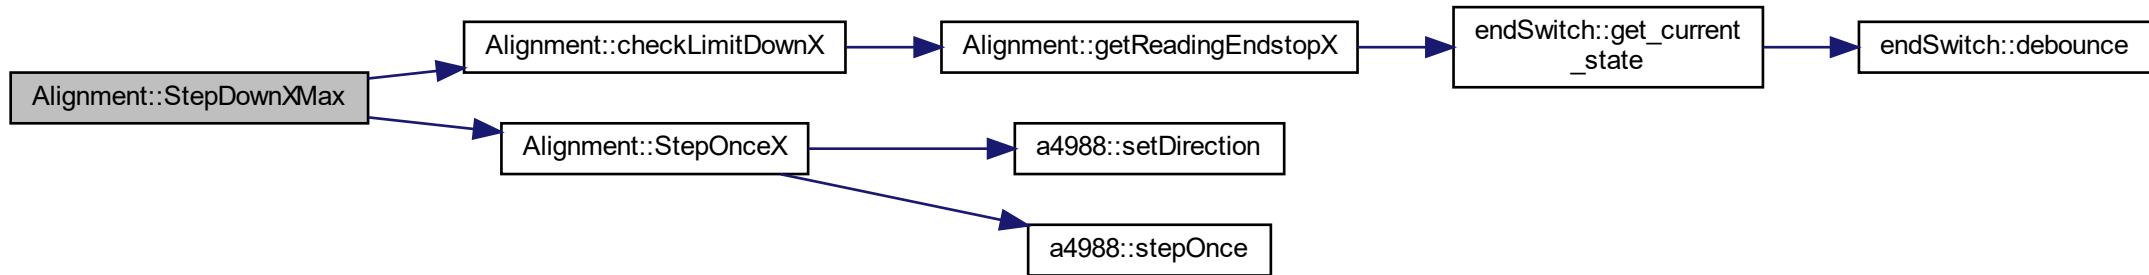 Alignment::StepDownXMax
Alignment::checkLimitDownX
Alignment::getReadingEndstopX
endSwitch::get_current
_state
endSwitch::debounce
Alignment::StepOnceX
a4988::setDirection
a4988::stepOnce